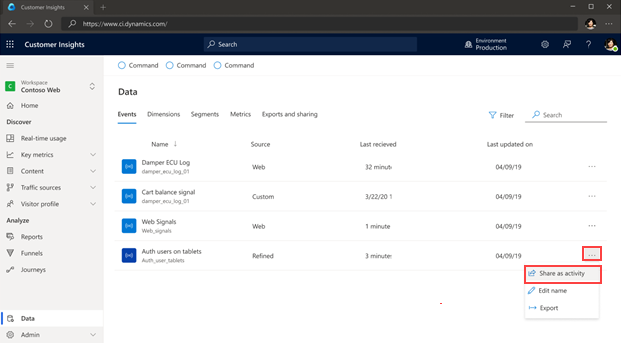 Customer Insights
https://www.ci.dynamics.com/
Customer Insights
Search
Environment
Production
?
Command Command Command
Workspace
Contoso Web
C
Home
Discover
Real-time usage
Key metrics
Content
Traffic sources
Visitor profile
Analyze
Reports
Funnels
Journeys
Data
Admin
Data
Events Dimensions Segments Metrics Exports and sharing
Filter
Search
Name ↓ Source Last recieved Last updated on
Damper ECU Log Web 32 minut 04/09/19
damper_ecu_log_01
Cart balance signal Custom 3/22/20 1 04/09/19
damper_ecu_log_01
Web Signals Web 1 minute 04/09/19
Web_signals
Auth users on tablets Refined 3 minutes 04/09/19
Auth_user_tablets
Share as activity
Edit name
Export